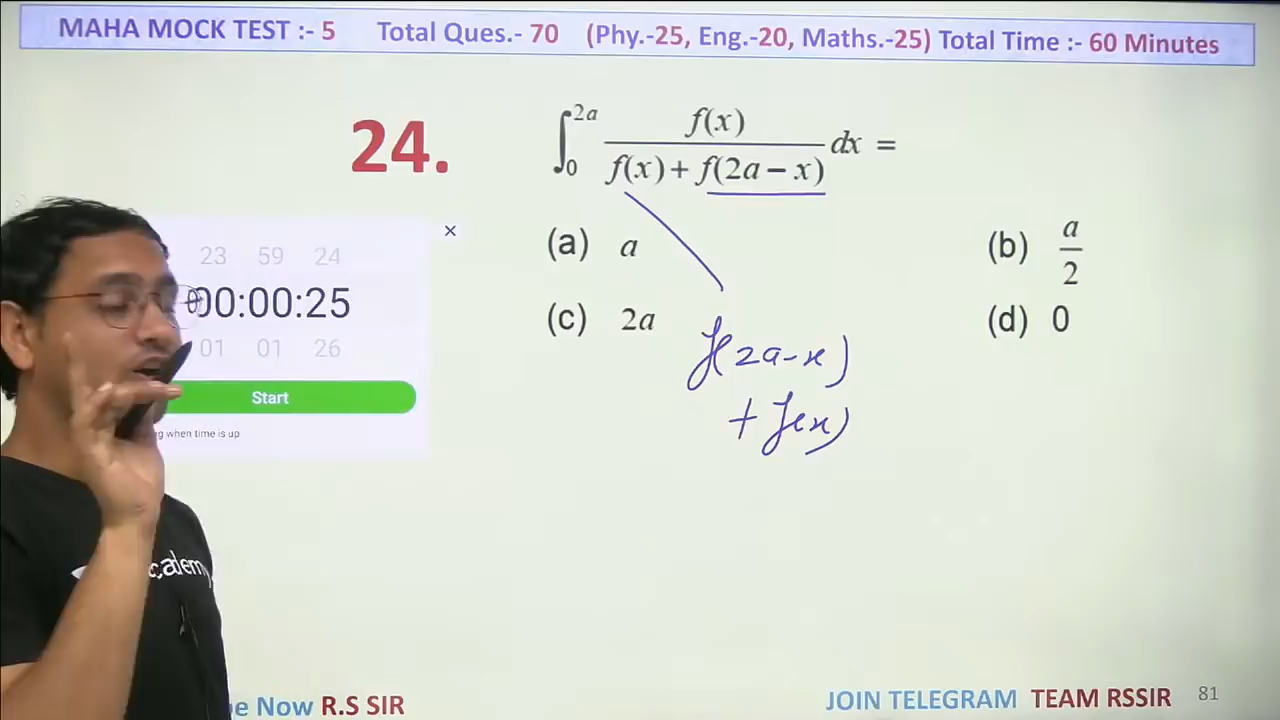 MAHA MOCK TEST :- 5 Total Ques.- 70 (Phy.-25, Eng.-20, Maths.-25) Total Time :- 60 Minutes
24.
∫₀²ᵃ f(x) / (f(x) + f(2a − x)) dx =
(a) a
(b) a/2
(c) 2a
(d) 0
f(2a-x)
+ f(x)
×
23 59 24
00:00:25
01 01 26
Start
when time is up
Now R.S SIR
JOIN TELEGRAM TEAM RSSIR 81